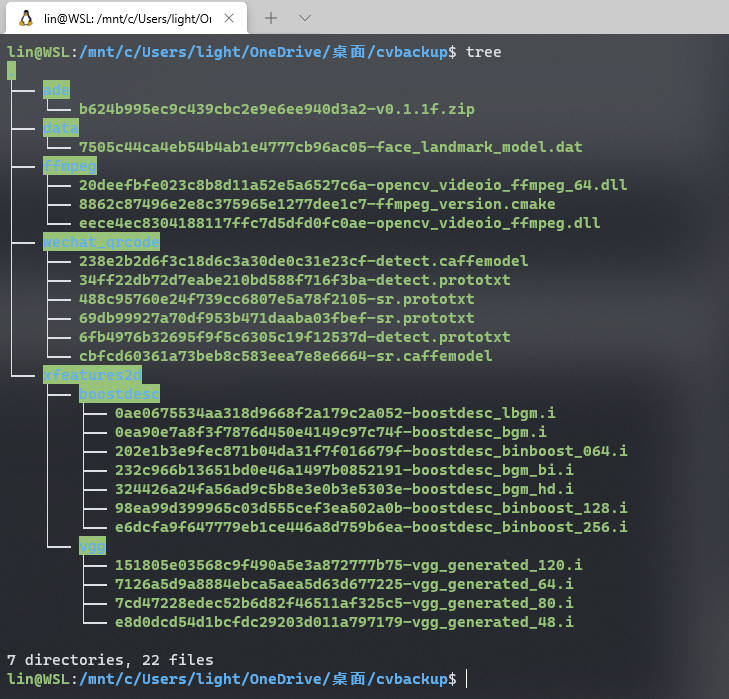 lin@WSL: /mnt/c/Users/light/Or
lin@WSL:/mnt/c/Users/light/OneDrive/桌面/cvbackup$ tree
.
├── ade
│   └── b624b995ec9c439cbc2e9e6ee940d3a2-v0.1.1f.zip
├── data
│   └── 7505c44ca4eb54b4ab1e4777cb96ac05-face_landmark_model.dat
├── ffmpeg
│   ├── 20deefbfe023c8b8d11a52e5a6527c6a-opencv_videoio_ffmpeg_64.dll
│   ├── 8862c87496e2e8c375965e1277dee1c7-ffmpeg_version.cmake
│   └── eece4ec8304188117ffc7d5dfd0fc0ae-opencv_videoio_ffmpeg.dll
├── wechat_qrcode
│   ├── 238e2b2d6f3c18d6c3a30de0c31e23cf-detect.caffemodel
│   ├── 34ff22db72d7eabe210bd588f716f3ba-detect.prototxt
│   ├── 488c95760e24f739cc6807e5a78f2105-sr.prototxt
│   ├── 69db99927a70df953b471daaba03fbef-sr.prototxt
│   ├── 6fb4976b32695f9f5c6305c19f12537d-detect.prototxt
│   └── cbfcd60361a73beb8c583eea7e8e6664-sr.caffemodel
└── xfeatures2d
    ├── boostdesc
    │   ├── 0ae0675534aa318d9668f2a179c2a052-boostdesc_lbgm.i
    │   ├── 0ea90e7a8f3f7876d450e4149c97c74f-boostdesc_bgm.i
    │   ├── 202e1b3e9fec871b04da31f7f016679f-boostdesc_binboost_064.i
    │   ├── 232c966b13651bd0e46a1497b0852191-boostdesc_bgm_bi.i
    │   ├── 324426a24fa56ad9c5b8e3e0b3e5303e-boostdesc_bgm_hd.i
    │   ├── 98ea99d399965c03d555cef3ea502a0b-boostdesc_binboost_128.i
    │   └── e6dcfa9f647779eb1ce446a8d759b6ea-boostdesc_binboost_256.i
    └── vgg
        ├── 151805e03568c9f490a5e3a872777b75-vgg_generated_120.i
        ├── 7126a5d9a8884ebca5aea5d63d677225-vgg_generated_64.i
        ├── 7cd47228edec52b6d82f46511af325c5-vgg_generated_80.i
        └── e8d0dcd54d1bcfdc29203d011a797179-vgg_generated_48.i
7 directories, 22 files
lin@WSL:/mnt/c/Users/light/OneDrive/桌面/cvbackup$